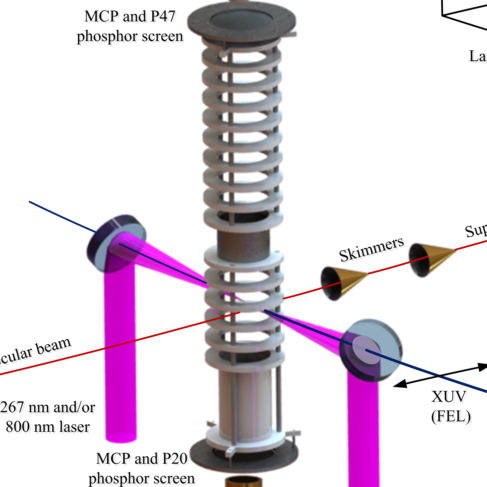 MCP and P47
phosphor screen
La
Skimmers
Sup
cular beam
267 nm and/or
800 nm laser
XUV
(FEL)
MCP and P20
phosphor screen